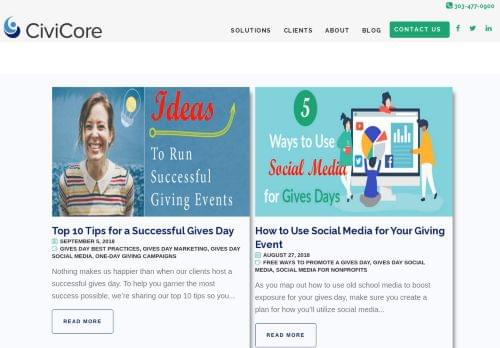 303-477-0900
CiviCore
SOLUTIONS CLIENTS ABOUT BLOG CONTACT US
Ideas
To Run
Successful
Giving Events
5
Ways to Use
Social Media
for Gives Days
Top 10 Tips for a Successful Gives Day
SEPTEMBER 5, 2018
GIVES DAY BEST PRACTICES, GIVES DAY MARKETING, GIVES DAY
SOCIAL MEDIA, ONE-DAY GIVING CAMPAIGNS
Nothing makes us happier than when our clients host a
successful gives day. To help you garner the most
success possible, we're sharing our top 10 tips so you...
READ MORE
How to Use Social Media for Your Giving
Event
AUGUST 27, 2018
FREE WAYS TO PROMOTE A GIVES DAY, GIVES DAY SOCIAL
MEDIA, SOCIAL MEDIA FOR NONPROFITS
As you map out how to use old school media to boost
exposure for your gives day, make sure you create a
plan for how you'll utilize social media...
READ MORE